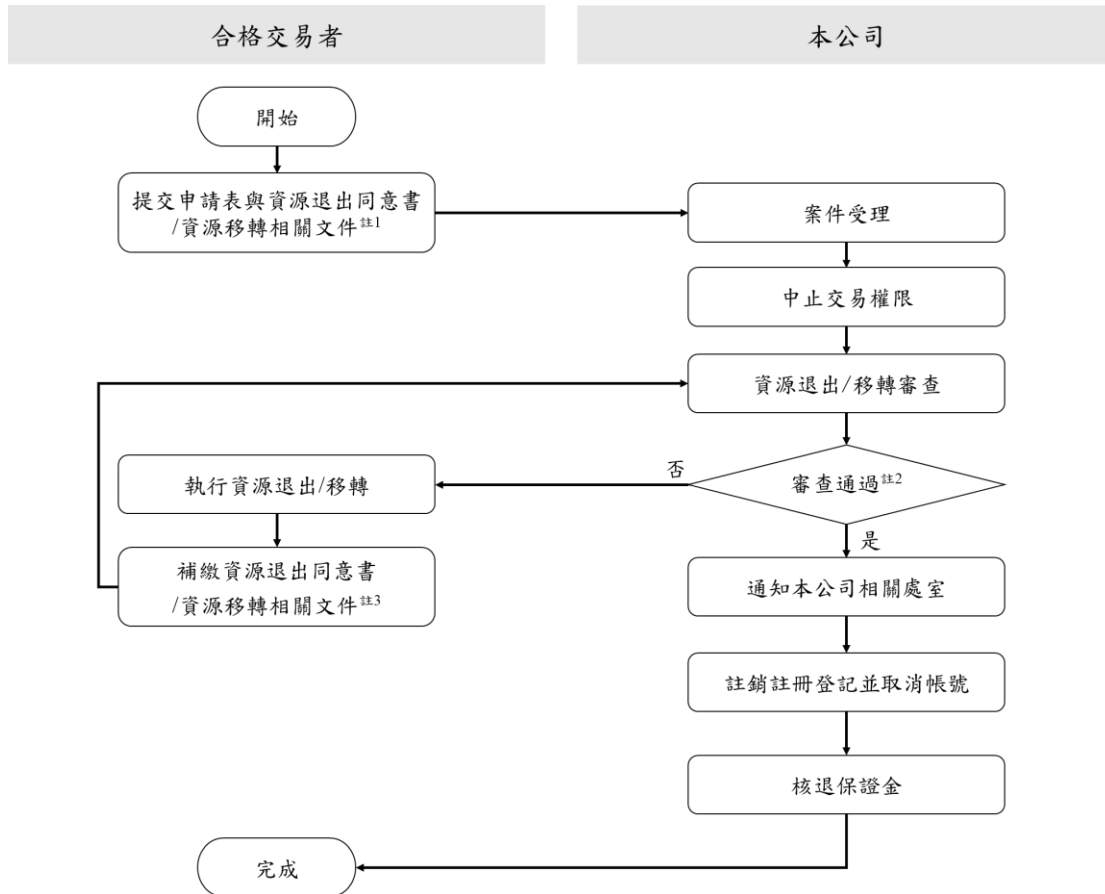 合格交易者
本公司
開始
提交申請表與資源退出同意書
/資源移轉相關文件註1
案件受理
中止交易權限
資源退出/移轉審查
審查通過註2
否
是
執行資源退出/移轉
補繳資源退出同意書
/資源移轉相關文件註3
通知本公司相關處室
註銷註冊登記並取消帳號
核退保證金
完成